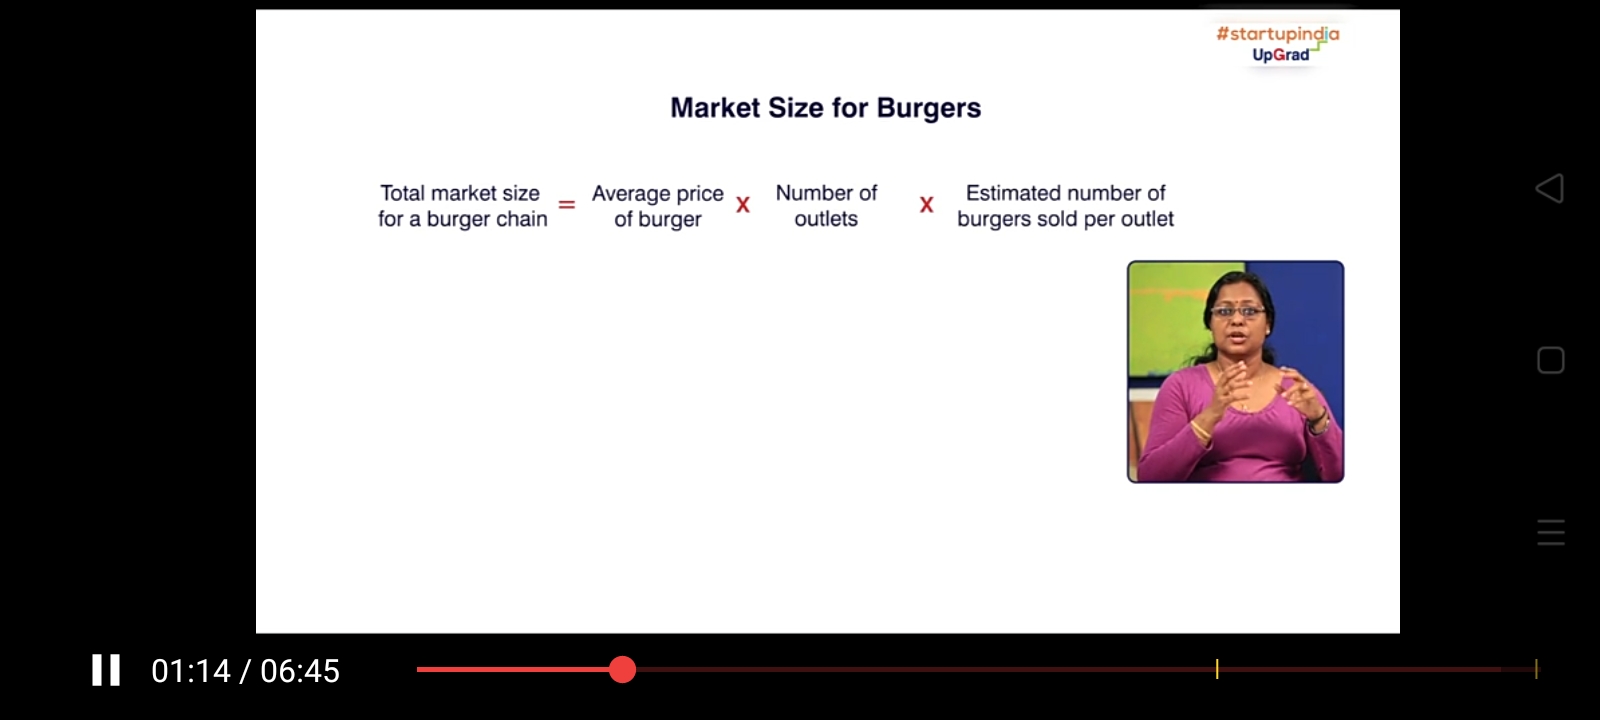 #startupindia
UpGrad
Market Size for Burgers
Total market size = Average price x Number of x Estimated number of
for a burger chain of burger outlets burgers sold per outlet
01:14 / 06:45